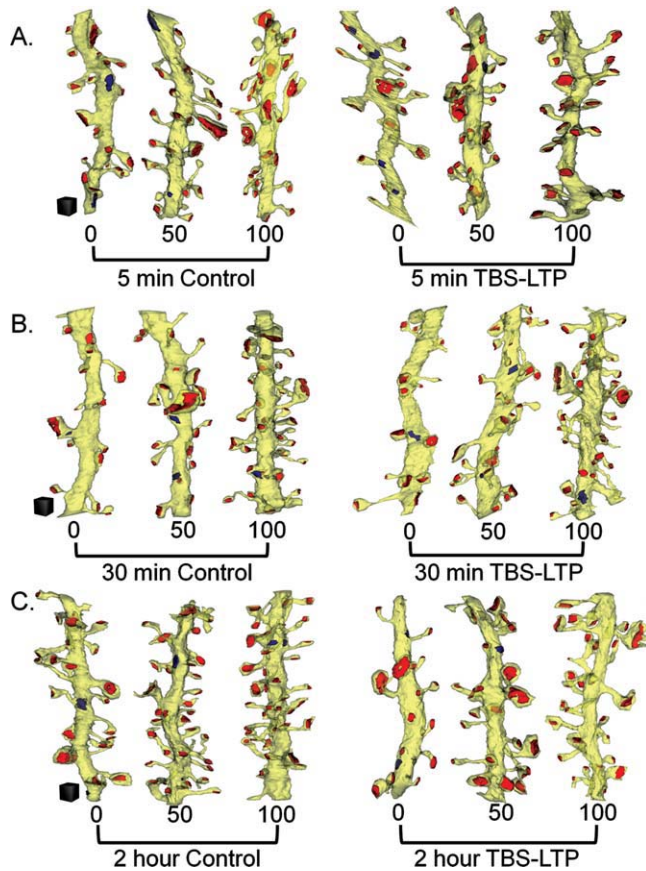 A.
0 50 100 0 50 100
5 min Control 5 min TBS-LTP
B.
0 50 100 0 50 100
30 min Control 30 min TBS-LTP
C.
0 50 100 0 50 100
2 hour Control 2 hour TBS-LTP